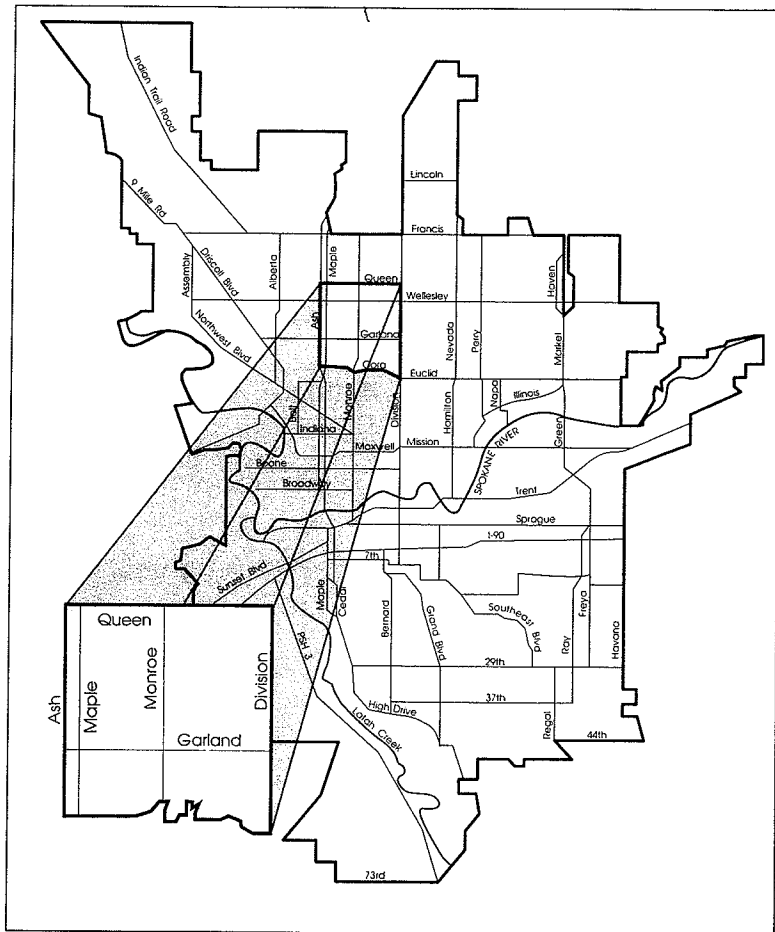 Indian Trail Road
9 Mile Rd
Lincoln
Francis
Assembly
Driscoll Blvd
Alberta
Maple
Queen
Haven
Wellesley
Northwest Blvd
Ash
Garland
Nevada
Perry
Market
Cora
Euclid
Belt
Monroe
Division
Hamilton
Napa
Illinois
Indiana
Maxwell
Mission
Green
SPOKANE RIVER
Boone
Broadway
Trent
Sprague
I-90
7th
Sunset Blvd
Maple
Cedar
Bernard
Grand Blvd
Southeast Blvd
Ray
Freya
Havana
PSH 3
29th
37th
High Drive
Latah Creek
Regal
44th
73rd
Queen
Ash
Maple
Monroe
Division
Garland